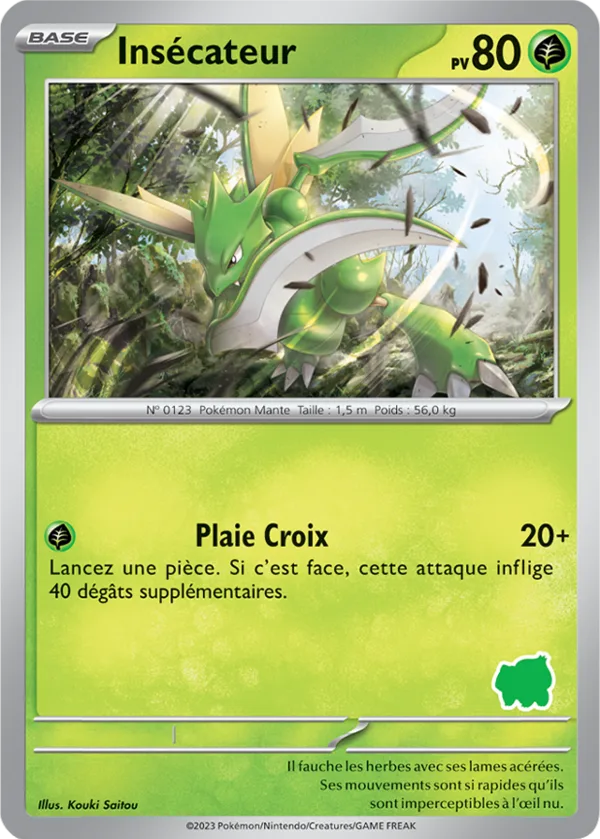 BASE
Insécateur
PV 80
N° 0123 Pokémon Mante Taille : 1,5 m Poids : 56,0 kg
Plaie Croix 20+
Lancez une pièce. Si c'est face, cette attaque inflige
40 dégâts supplémentaires.
Il fauche les herbes avec ses lames acérées.
Ses mouvements sont si rapides qu'ils
sont imperceptibles à l'œil nu.
Illus. Kouki Saitou
©2023 Pokémon/Nintendo/Creatures/GAME FREAK